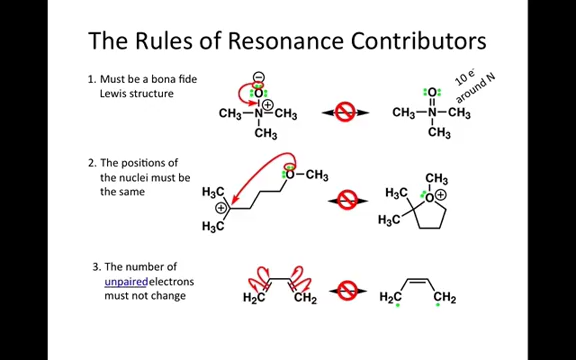 The Rules of Resonance Contributors
1. Must be a bona fide
Lewis structure
O
CH₃—N—CH₃
CH₃
O
CH₃—N—CH₃
CH₃
10 e⁻
around N
2. The positions of
the nuclei must be
the same
H₃C
H₃C
O—CH₃
CH₃
H₃C
O
H₃C
3. The number of
unpaired electrons
must not change
H₂C CH₂
H₂C CH₂